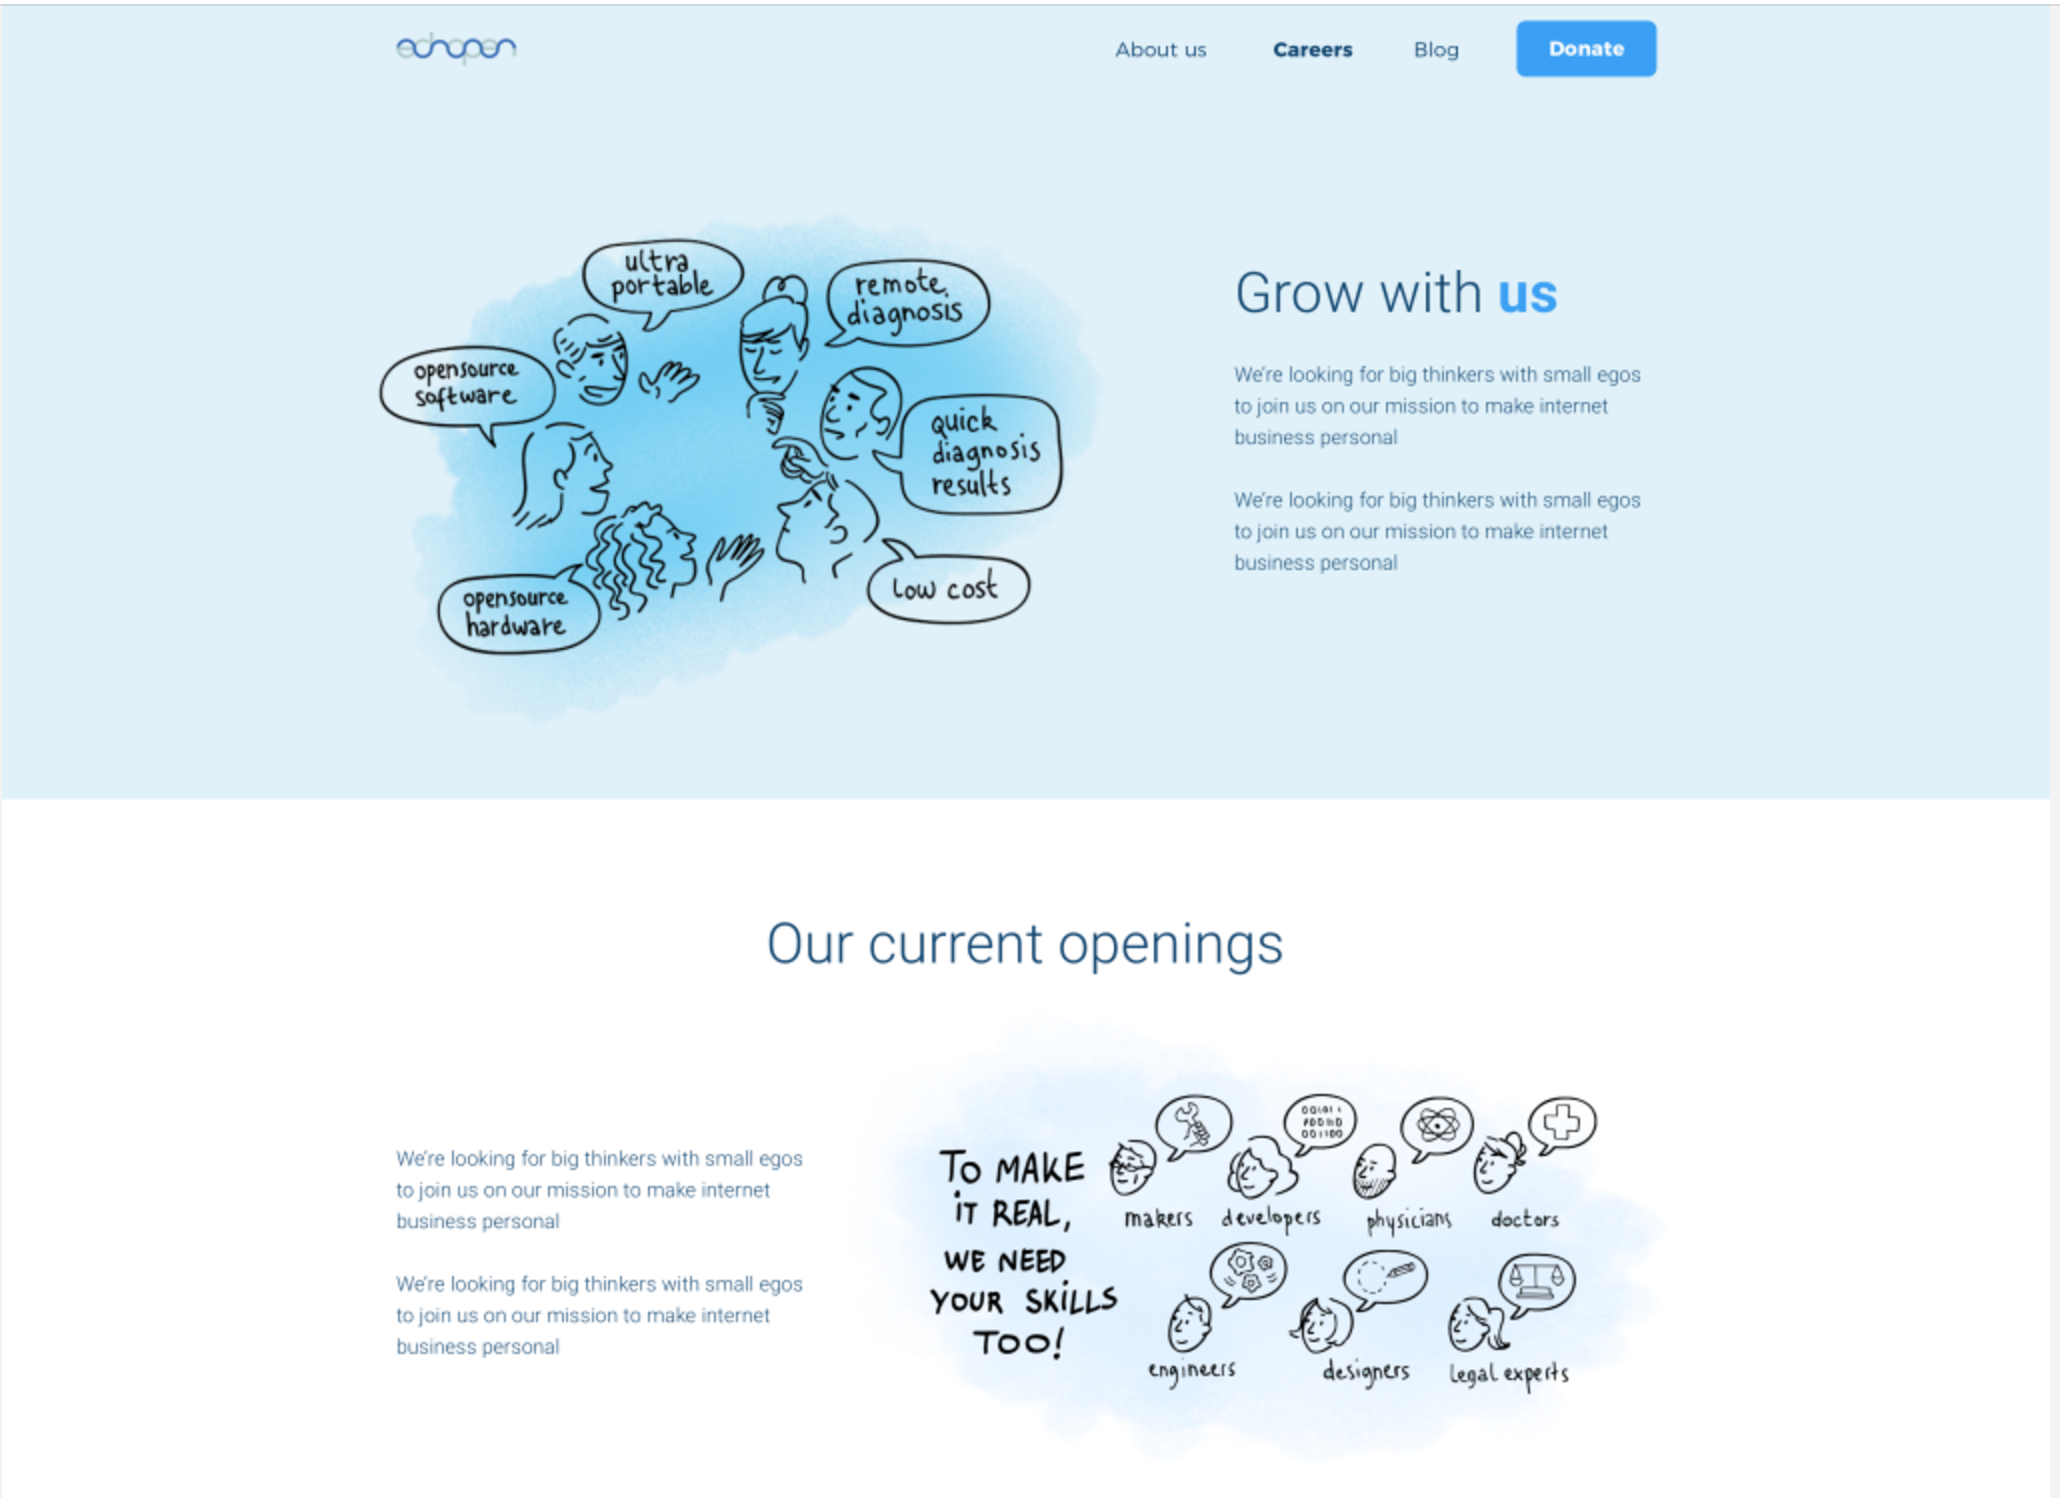 echopen
About us Careers Blog Donate
ultra
portable
remote
diagnosis
opensource
software
quick
diagnosis
results
low cost
opensource
hardware
Grow with us
We're looking for big thinkers with small egos
to join us on our mission to make internet
business personal
We're looking for big thinkers with small egos
to join us on our mission to make internet
business personal
Our current openings
We're looking for big thinkers with small egos
to join us on our mission to make internet
business personal
We're looking for big thinkers with small egos
to join us on our mission to make internet
business personal
TO MAKE
IT REAL,
WE NEED
YOUR SKILLS
TOO!
makers developers physicians doctors
engineers designers legal experts